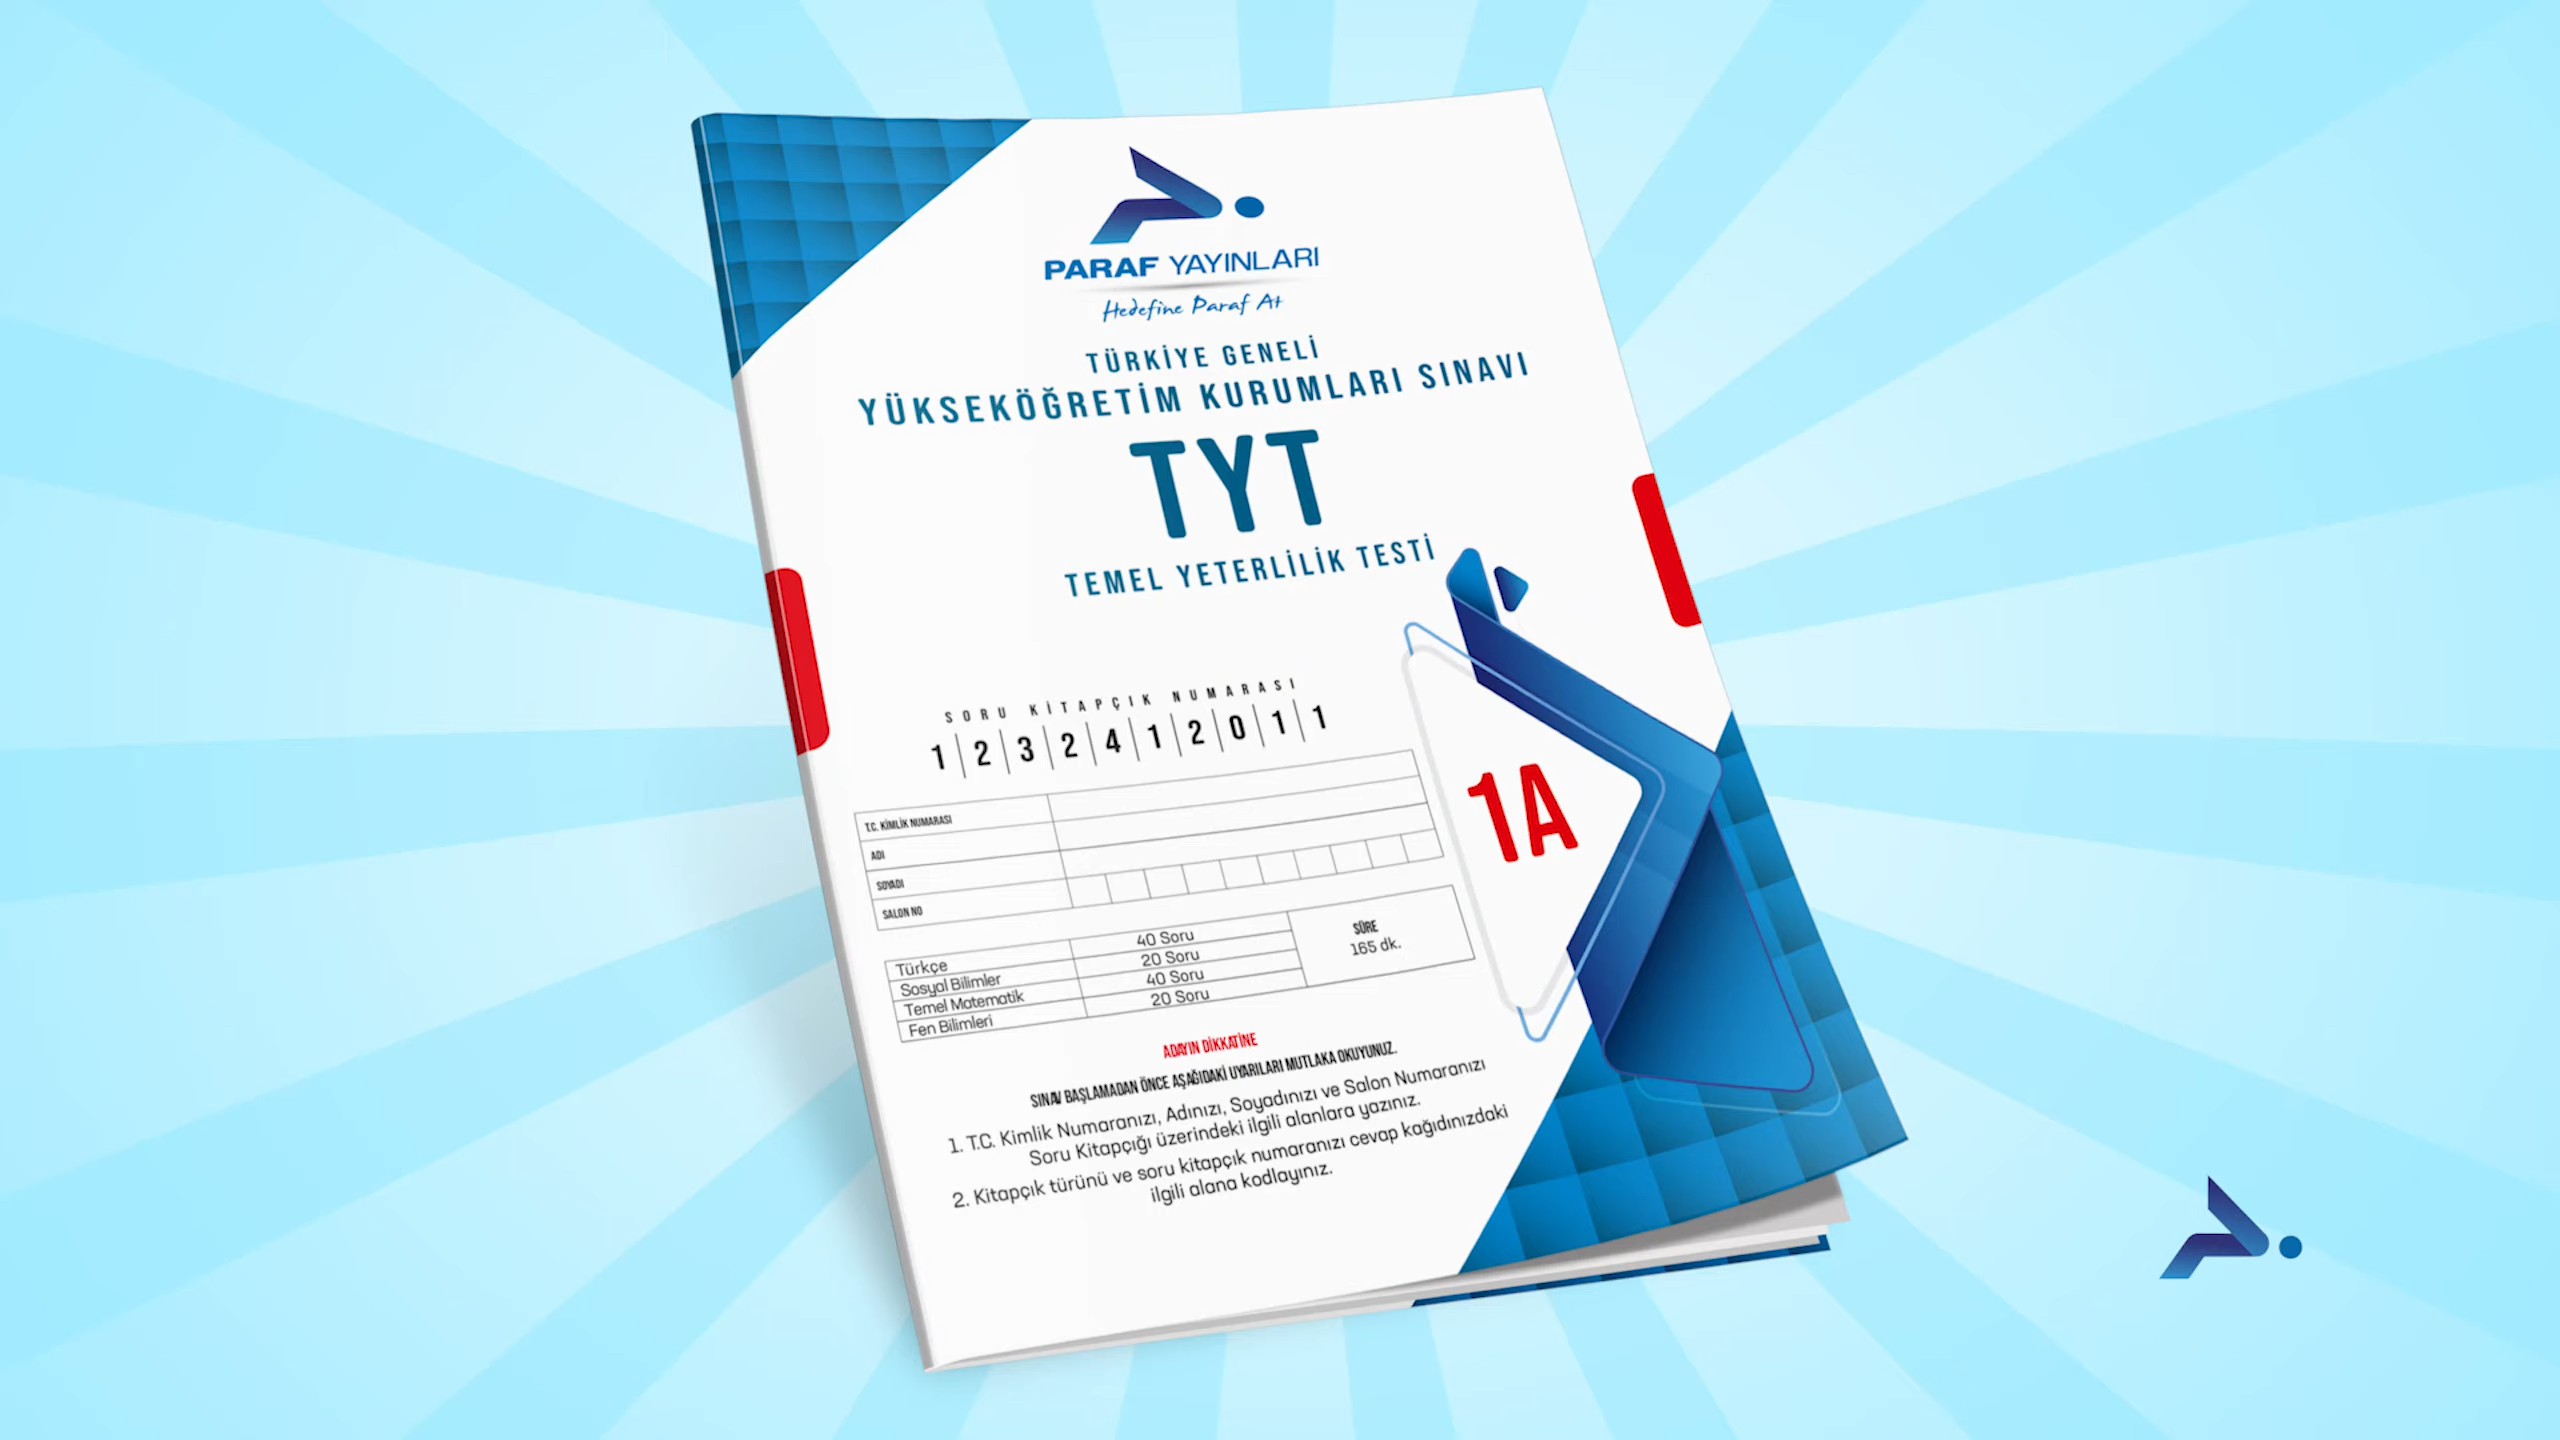 PARAF YAYINLARI
Hedefine Paraf At
TÜRKİYE GENELİ
YÜKSEKÖĞRETİM KURUMLARI SINAVI
TYT
TEMEL YETERLİLİK TESTİ
SORU KİTAPÇIK NUMARASI
1 2 3 2 4 1 2 0 1 1
1A
T.C. KİMLİK NUMARASI
ADI
SOYADI
SALON NO
Türkçe 40 Soru
Sosyal Bilimler 20 Soru
Temel Matematik 40 Soru
Fen Bilimleri 20 Soru
SÜRE
165 dk.
ADAYIN DİKKATİNE
SINAV BAŞLAMADAN ÖNCE AŞAĞIDAKİ UYARILARI MUTLAKA OKUYUNUZ.
1. T.C. Kimlik Numaranızı, Adınızı, Soyadınızı ve Salon Numaranızı
Soru Kitapçığı üzerindeki ilgili alanlara yazınız.
2. Kitapçık türünü ve soru kitapçık numaranızı cevap kağıdınızdaki
ilgili alana kodlayınız.